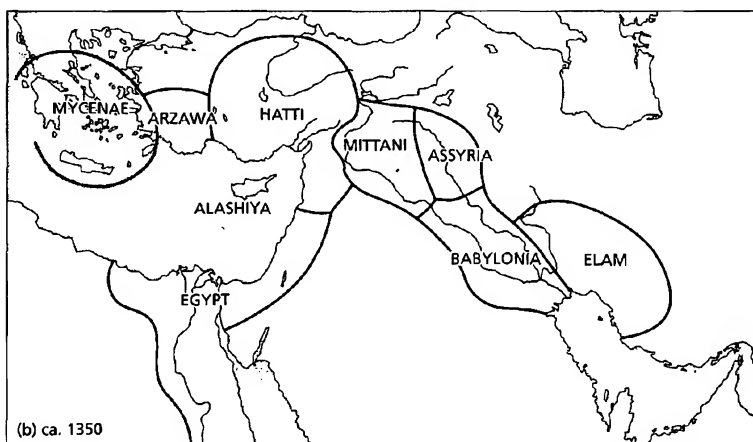 MYCENAE
ARZAWA
HATTI
MITTANI
ASSYRIA
ALASHIYA
BABYLONIA
ELAM
EGYPT
(b) ca. 1350